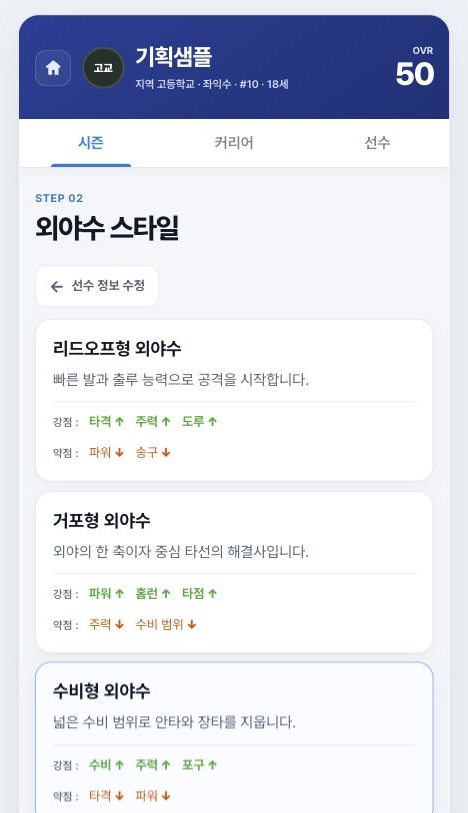 고교
기획샘플
지역 고등학교 · 좌익수 · #10 · 18세
OVR
50
시즌
커리어
선수
STEP 02
외야수 스타일
← 선수 정보 수정
리드오프형 외야수
빠른 발과 출루 능력으로 공격을 시작합니다.
강점 : 타격 ↑ 주력 ↑ 도루 ↑
약점 : 파워 ↓ 송구 ↓
거포형 외야수
외야의 한 축이자 중심 타선의 해결사입니다.
강점 : 파워 ↑ 홈런 ↑ 타점 ↑
약점 : 주력 ↓ 수비 범위 ↓
수비형 외야수
넓은 수비 범위로 안타와 장타를 지웁니다.
강점 : 수비 ↑ 주력 ↑ 포구 ↑
약점 : 타격 ↓ 파워 ↓